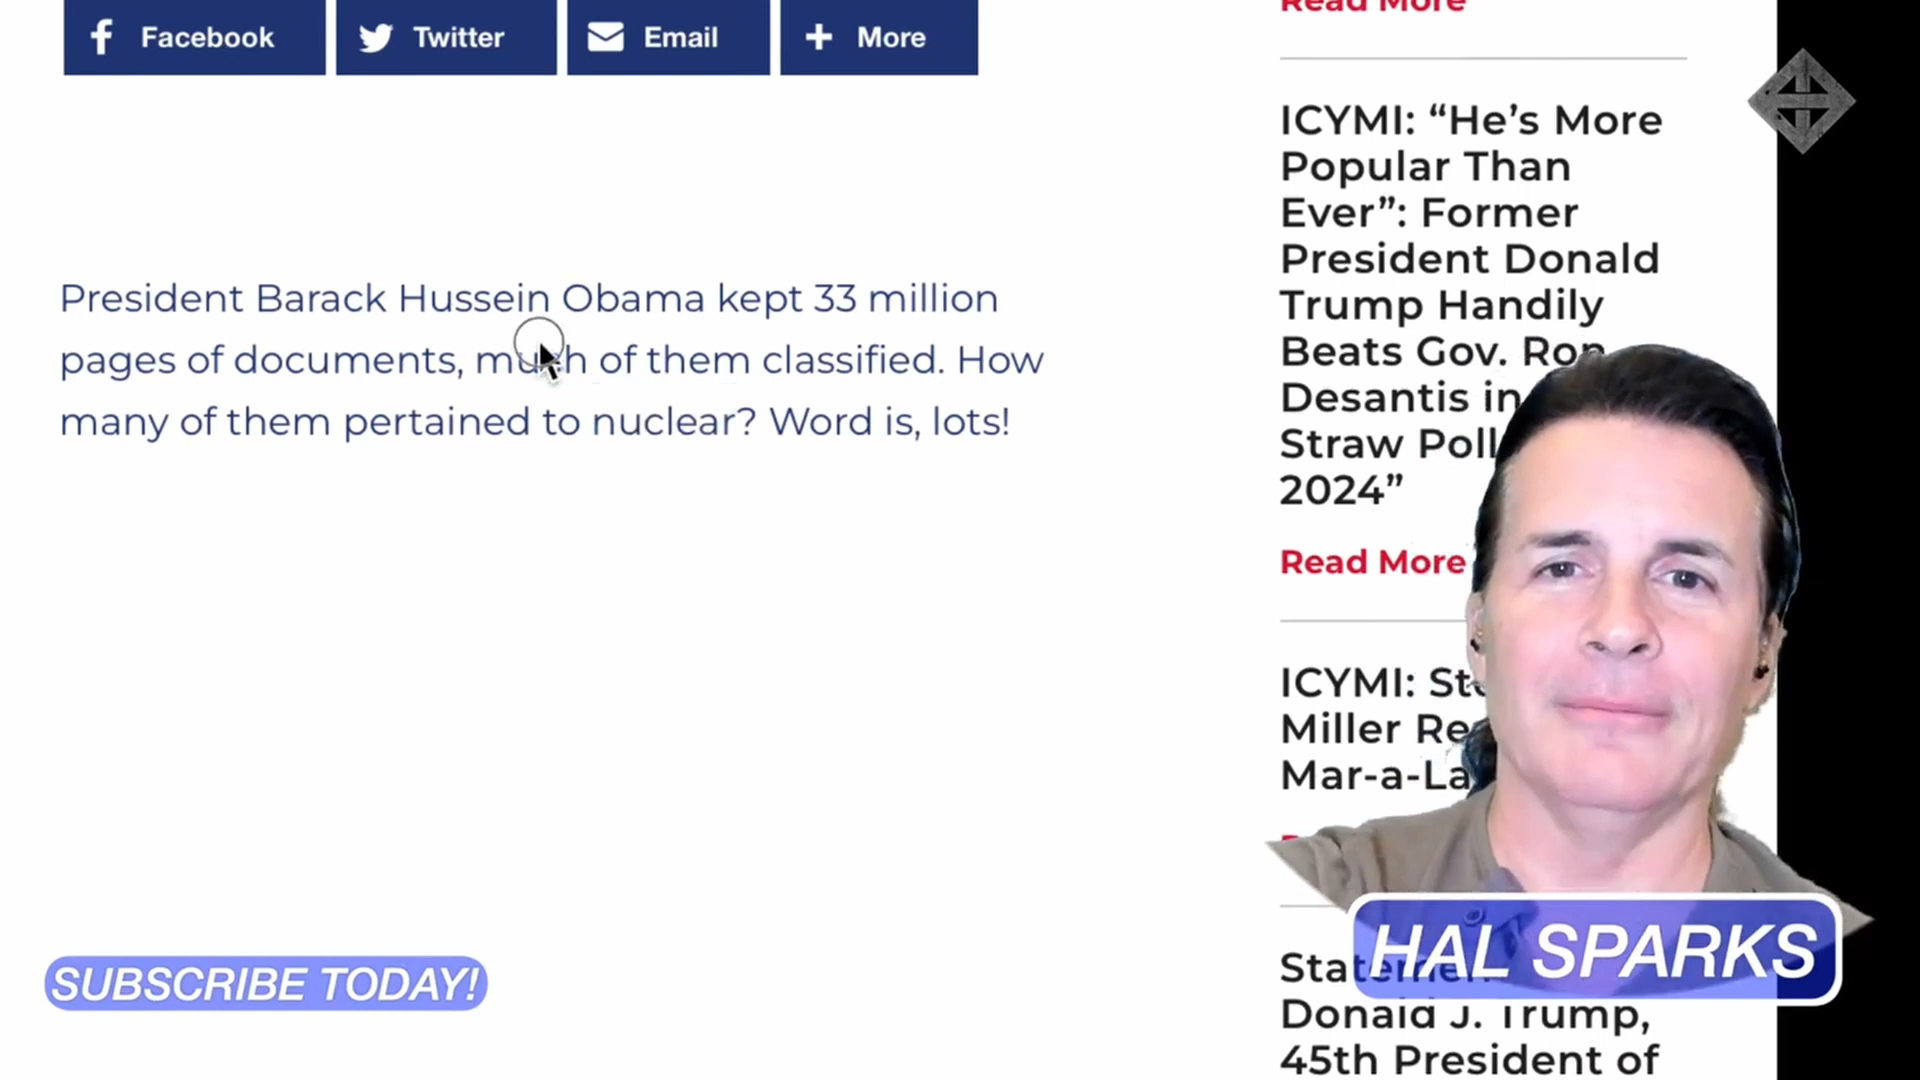 Facebook
Twitter
Email
More
President Barack Hussein Obama kept 33 million
pages of documents, much of them classified. How
many of them pertained to nuclear? Word is, lots!
Read More
ICYMI: “He’s More
Popular Than
Ever”: Former
President Donald
Trump Handily
Beats Gov. Ron
Desantis in
Straw Poll
2024”
Read More
ICYMI:
Miller
Mar-a-
Donald J. Trump,
45th President of
HAL SPARKS
SUBSCRIBE TODAY!